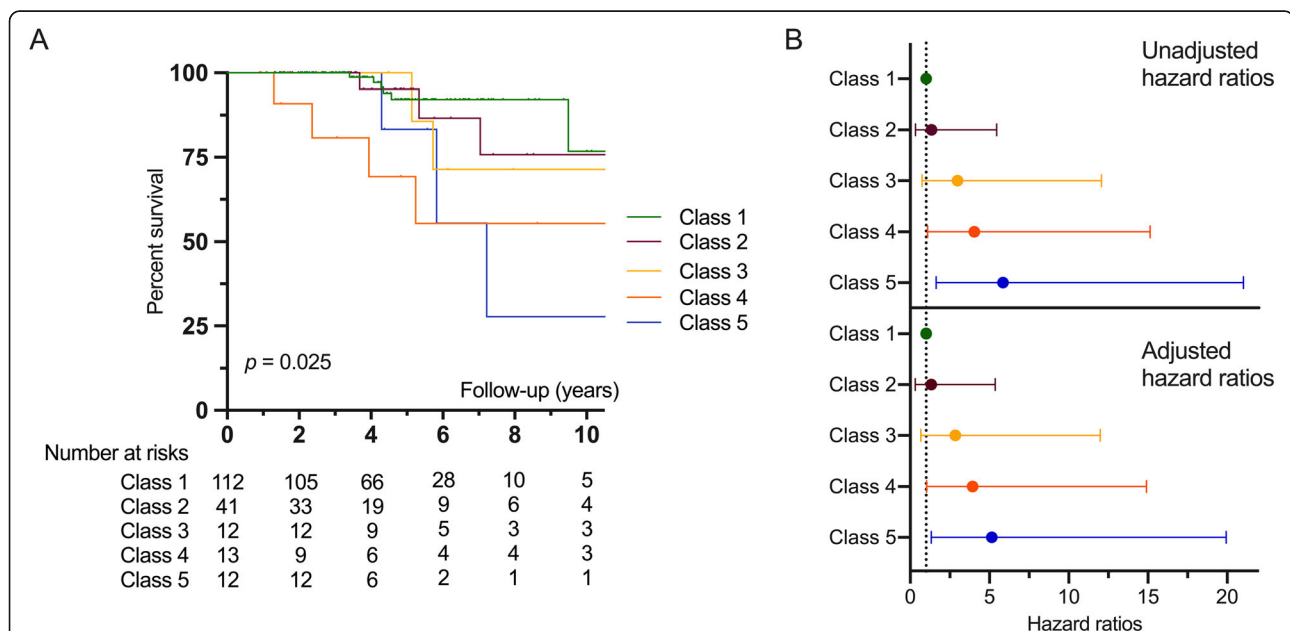 A
100
75
50
25
0
Percent survival
p = 0.025
Follow-up (years)
0 2 4 6 8 10
Class 1
Class 2
Class 3
Class 4
Class 5
Number at risks
Class 1 112 105 66 28 10 5
Class 2 41 33 19 9 6 4
Class 3 12 12 9 5 3 3
Class 4 13 9 6 4 4 3
Class 5 12 12 6 2 1 1
B
Unadjusted
hazard ratios
Class 1
Class 2
Class 3
Class 4
Class 5
Adjusted
hazard ratios
Class 1
Class 2
Class 3
Class 4
Class 5
0 5 10 15 20
Hazard ratios